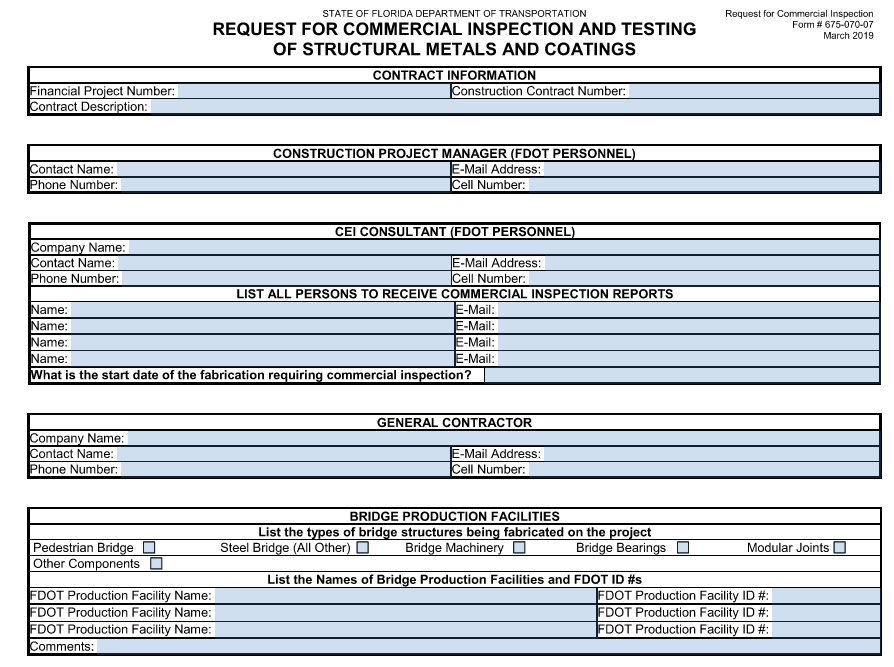 STATE OF FLORIDA DEPARTMENT OF TRANSPORTATION
REQUEST FOR COMMERCIAL INSPECTION AND TESTING
OF STRUCTURAL METALS AND COATINGS
Request for Commercial Inspection
Form # 675-070-07
March 2019
CONTRACT INFORMATION
Financial Project Number: Construction Contract Number:
Contract Description:
CONSTRUCTION PROJECT MANAGER (FDOT PERSONNEL)
Contact Name: E-Mail Address:
Phone Number: Cell Number:
CEI CONSULTANT (FDOT PERSONNEL)
Company Name:
Contact Name: E-Mail Address:
Phone Number: Cell Number:
LIST ALL PERSONS TO RECEIVE COMMERCIAL INSPECTION REPORTS
Name: E-Mail:
Name: E-Mail:
Name: E-Mail:
Name: E-Mail:
What is the start date of the fabrication requiring commercial inspection?
GENERAL CONTRACTOR
Company Name:
Contact Name: E-Mail Address:
Phone Number: Cell Number:
BRIDGE PRODUCTION FACILITIES
List the types of bridge structures being fabricated on the project
Pedestrian Bridge Steel Bridge (All Other) Bridge Machinery Bridge Bearings Modular Joints
Other Components
List the Names of Bridge Production Facilities and FDOT ID #s
FDOT Production Facility Name: FDOT Production Facility ID #:
FDOT Production Facility Name: FDOT Production Facility ID #:
FDOT Production Facility Name: FDOT Production Facility ID #:
Comments: